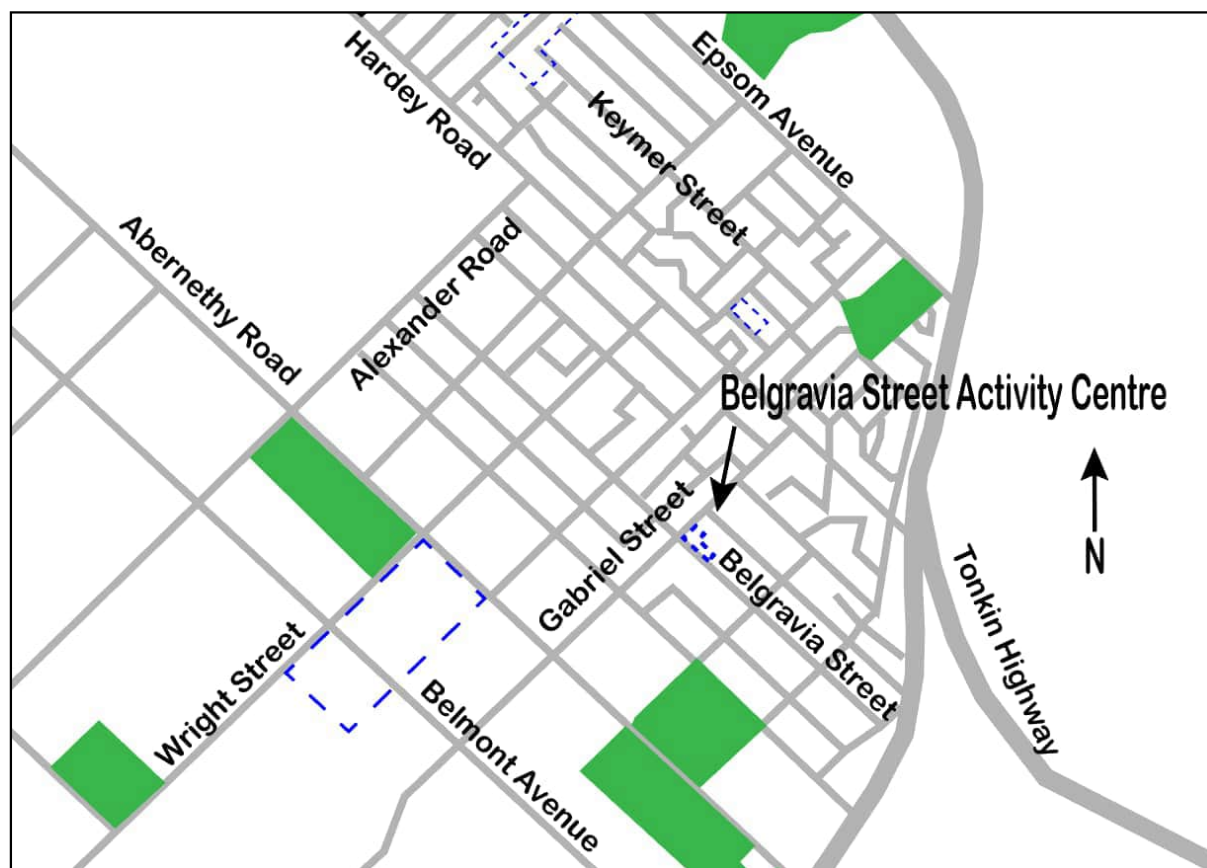 Hardey Road
Epsom Avenue
Keymer Street
Abernethy Road
Alexander Road
Belgravia Street Activity Centre
Gabriel Street
Belgravia Street
N
Tonkin Highway
Wright Street
Belmont Avenue